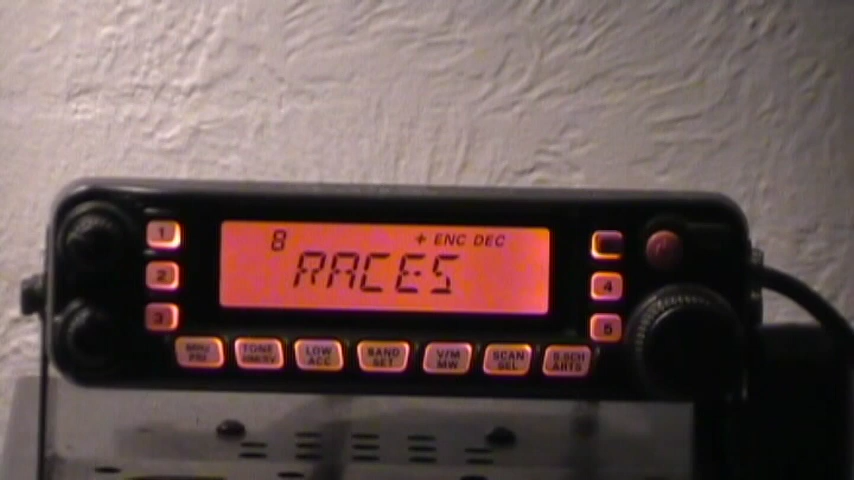 8 + ENC DEC
RACES
1
2
3
4
5
MHU PRI
TONE
LOW ACC
BAND SET
V/M MW
SCAN SEL
S.SCH ARTS